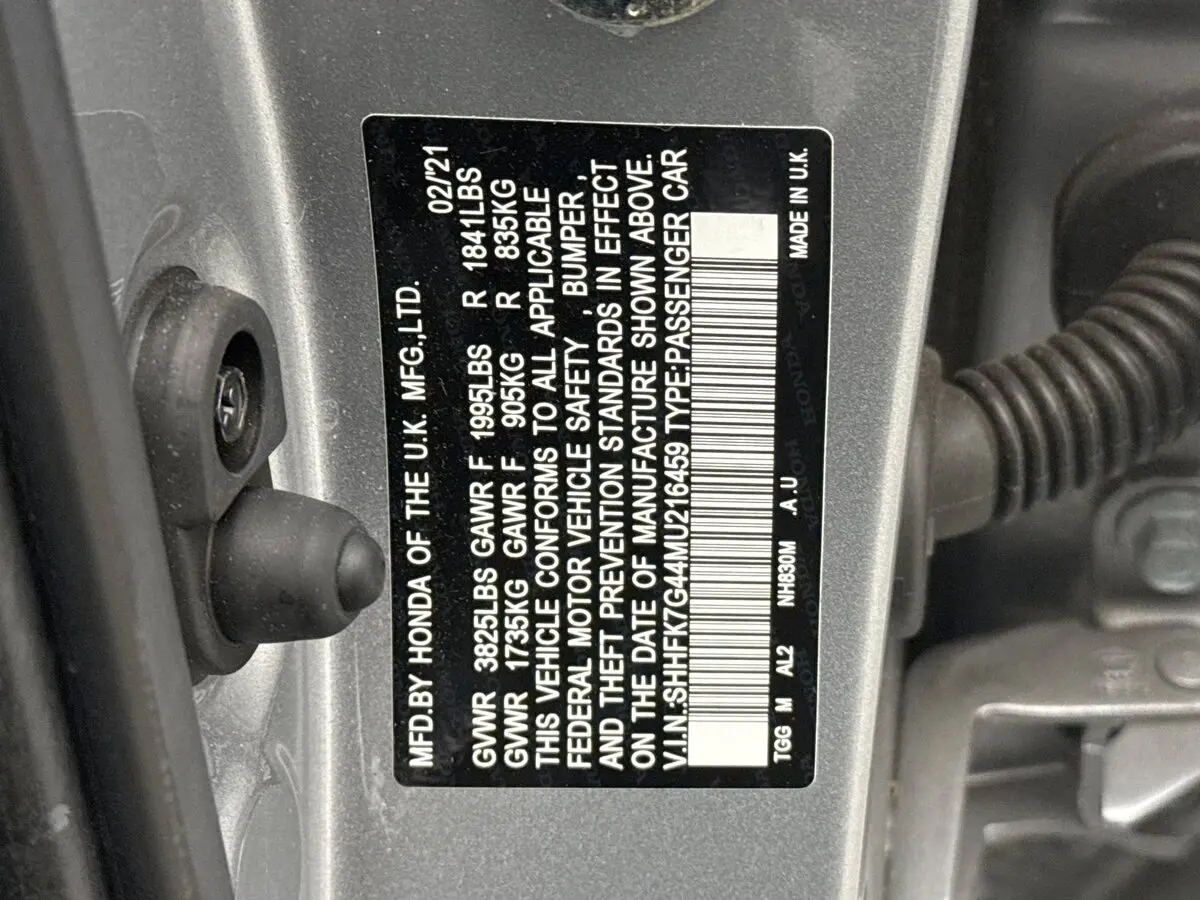 MFD.BY HONDA OF THE U.K. MFG.,LTD. 02/'21
GVWR 3825LBS GAWR F 1995LBS R 1841LBS
GVWR 1735KG GAWR F 905KG R 835KG
THIS VEHICLE CONFORMS TO ALL APPLICABLE
FEDERAL MOTOR VEHICLE SAFETY , BUMPER ,
AND THEFT PREVENTION STANDARDS IN EFFECT
ON THE DATE OF MANUFACTURE SHOWN ABOVE.
V.I.N.:SHHFK7G44MU216459 TYPE:PASSENGER CAR
TGG .M AL2 NH830M .A.U MADE IN U.K.